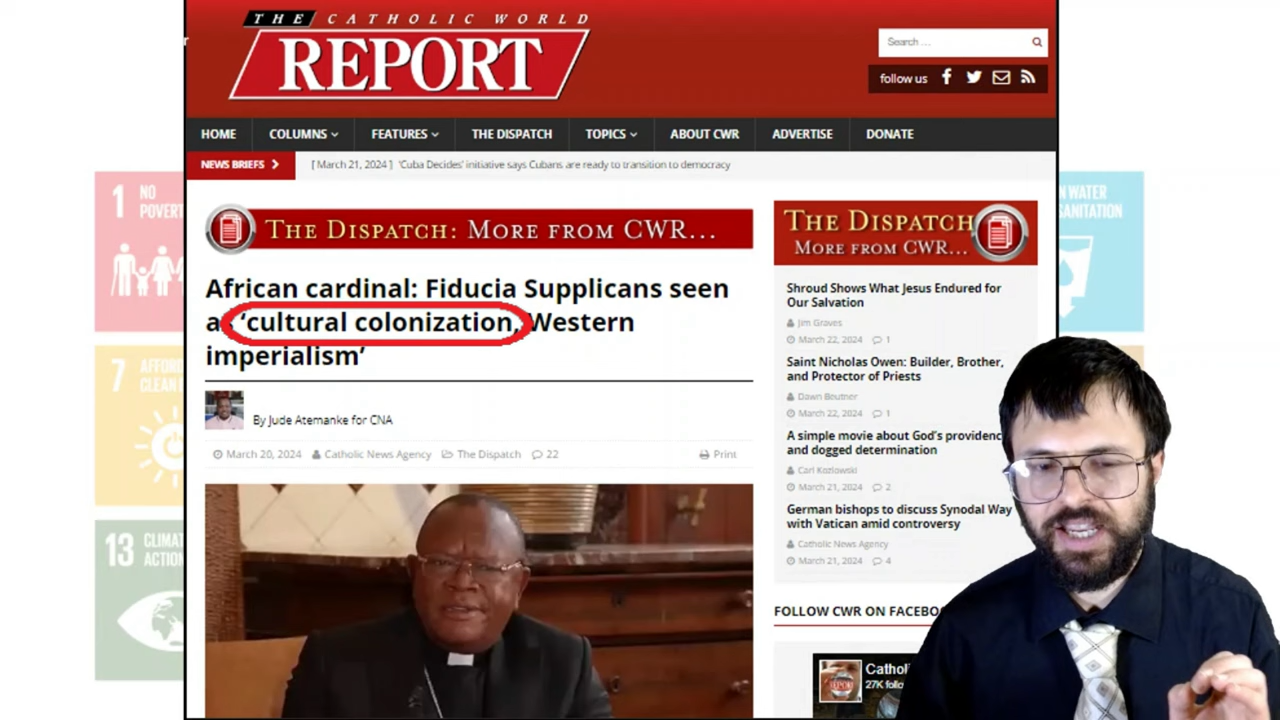 THE CATHOLIC WORLD
REPORT
Search ...
follow us
HOME
COLUMNS
FEATURES
THE DISPATCH
TOPICS
ABOUT CWR
ADVERTISE
DONATE
NEWS BRIEFS
[ March 21, 2024 ] 'Cuba Decides' initiative says Cubans are ready to transition to democracy
1 NO
POVERT
N WATER
SANITATION
THE DISPATCH: MORE FROM CWR...
THE DISPATCH
MORE FROM CWR...
African cardinal: Fiducia Supplicans seen
as 'cultural colonization, Western
imperialism'
By Jude Atemanke for CNA
March 20, 2024
Catholic News Agency
The Dispatch
22
Print
Shroud Shows What Jesus Endured for
Our Salvation
Jim Graves
March 22, 2024
1
Saint Nicholas Owen: Builder, Brother,
and Protector of Priests
Dawn Beutner
March 22, 2024
1
A simple movie about God's providenc
and dogged determination
Carl Kozlowski
March 21, 2024
2
German bishops to discuss Synodal Way
with Vatican amid controversy
Catholic News Agency
March 21, 2024
4
FOLLOW CWR ON FACEBO
REPORT
Catholi
27K follo
7 AFFOR
CLEAN E
13 CLIMAT
ACTION